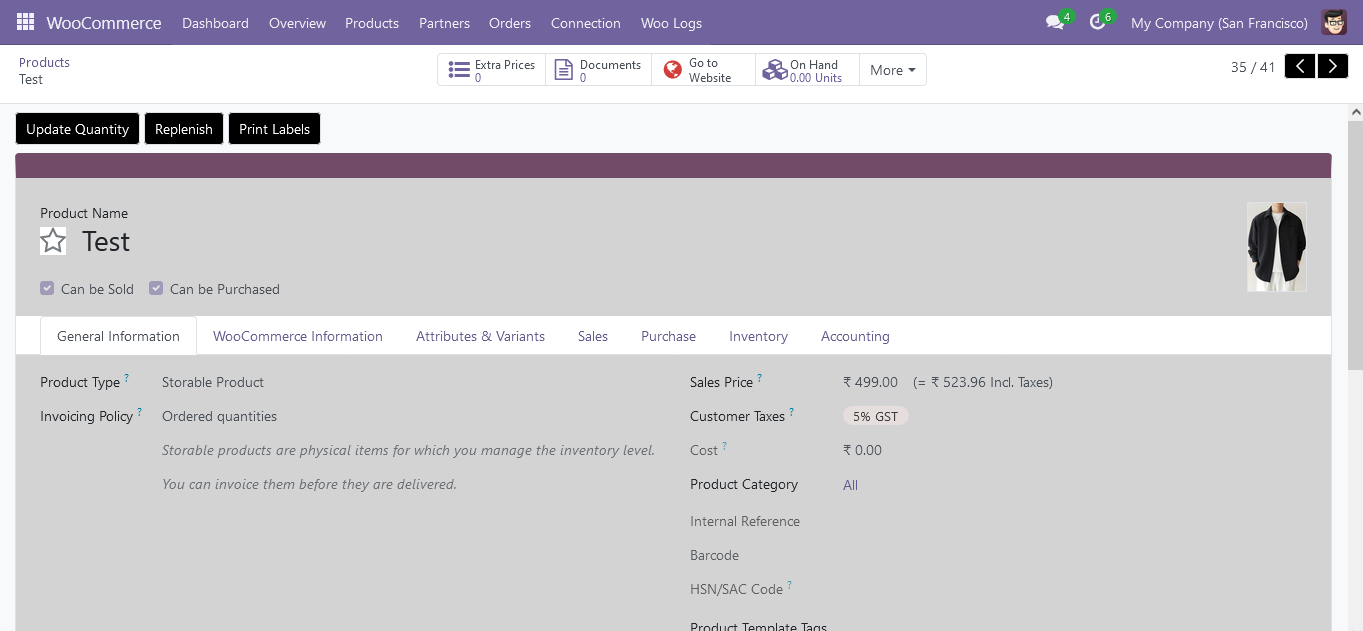 WooCommerce Dashboard Overview Products Partners Orders Connection Woo Logs 4 6 My Company (San Francisco)
Products
Test
Extra Prices
0
Documents
0
Go to
Website
On Hand
0.00 Units
More
35 / 41
Update Quantity Replenish Print Labels
Product Name
Test
Can be Sold Can be Purchased
General Information WooCommerce Information Attributes & Variants Sales Purchase Inventory Accounting
Product Type ? Storable Product
Invoicing Policy ? Ordered quantities
Storable products are physical items for which you manage the inventory level.
You can invoice them before they are delivered.
Sales Price ? ₹ 499.00 (= ₹ 523.96 Incl. Taxes)
Customer Taxes ? 5% GST
Cost ? ₹ 0.00
Product Category All
Internal Reference
Barcode
HSN/SAC Code ?
Product Template Tags